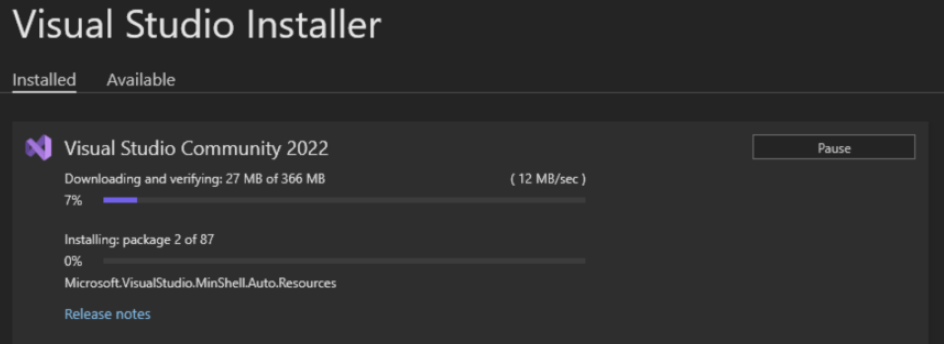 Visual Studio Installer
Installed Available
Visual Studio Community 2022 Pause
Downloading and verifying: 27 MB of 366 MB ( 12 MB/sec )
7%
Installing: package 2 of 87
0%
Microsoft.VisualStudio.MinShell.Auto.Resources
Release notes